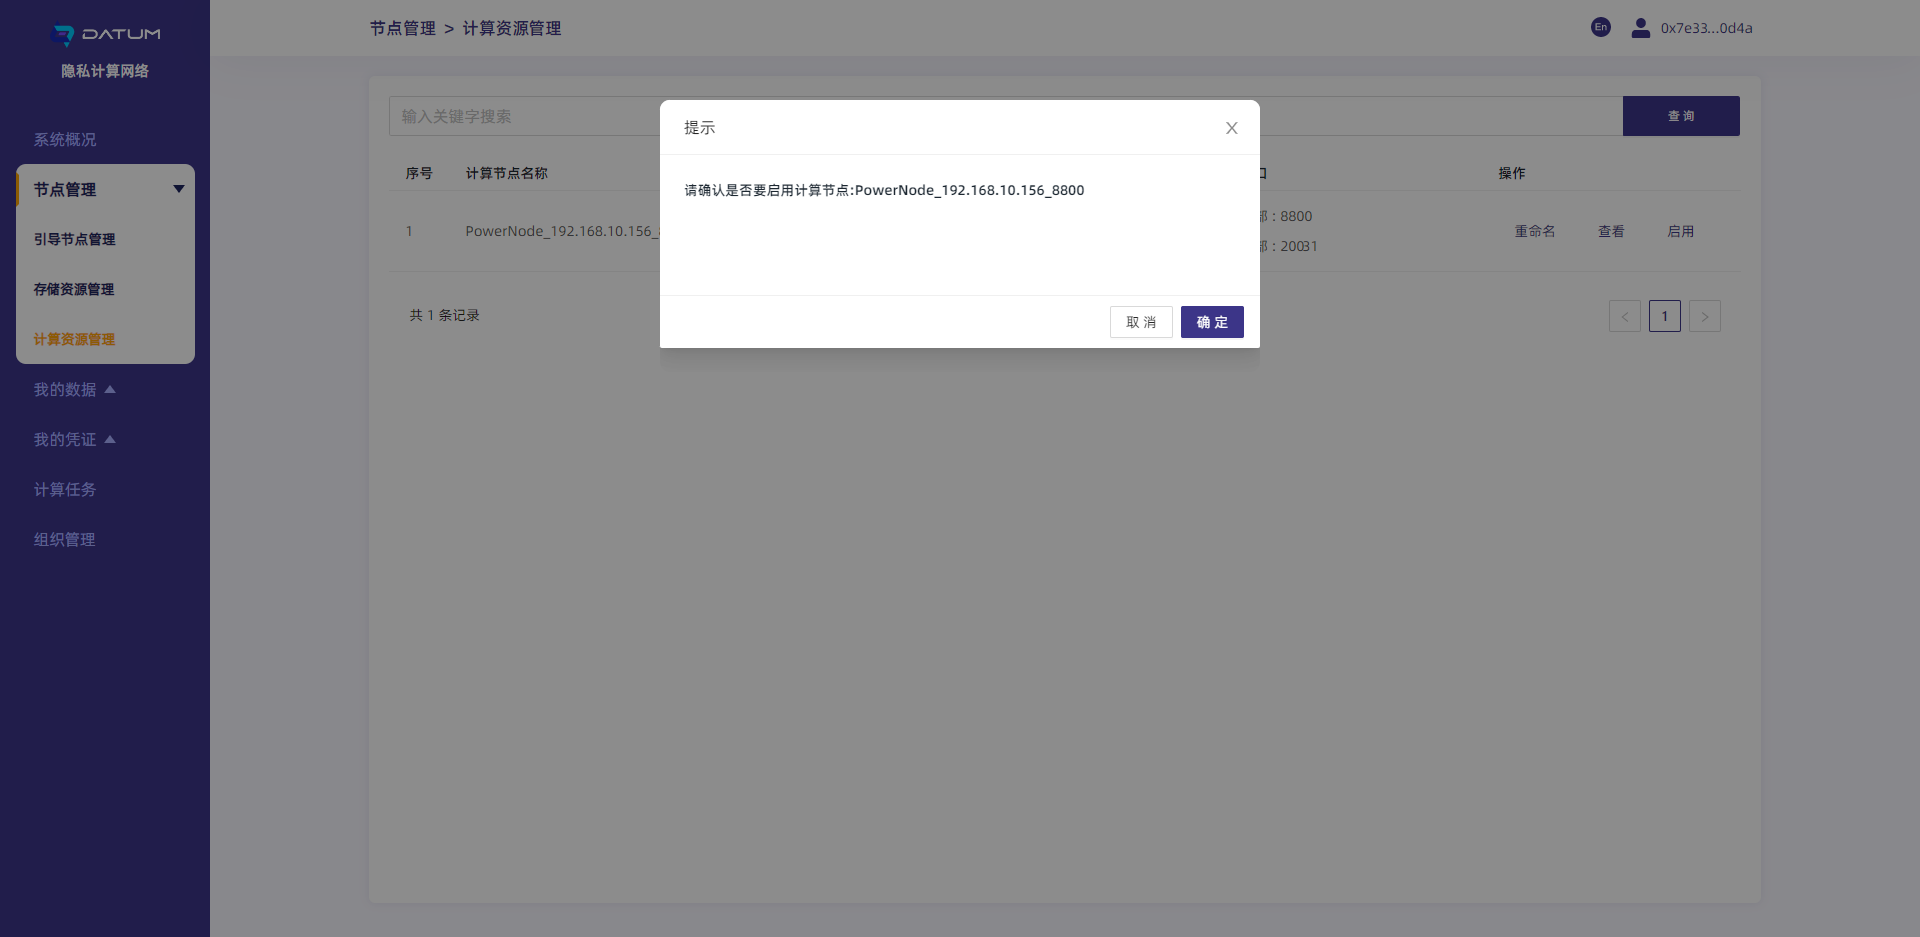 DATUM
隐私计算网络
系统概况
节点管理
引导节点管理
存储资源管理
计算资源管理
我的数据
我的凭证
计算任务
组织管理
节点管理 > 计算资源管理
En
0x7e33...0d4a
输入关键字搜索
查 询
序号 计算节点名称 口 操作
1 PowerNode_192.168.10.156_ : 8800 重命名 查看 启用
: 20031
共 1 条记录
< 1 >
提示
X
请确认是否要启用计算节点:PowerNode_192.168.10.156_8800
取 消
确 定